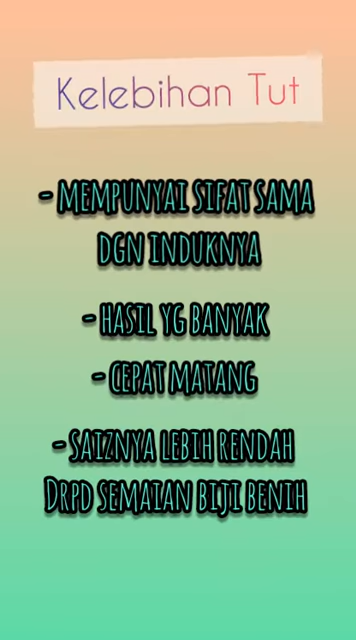 Kelebihan Tut
- MEMPUNYAI SIFAT SAMA
DGN INDUKNYA
- HASIL YG BANYAK
- CEPAT MATANG
- SAIZNYA LEBIH RENDAH
DRPD SEMAIAN BIJI BENIH